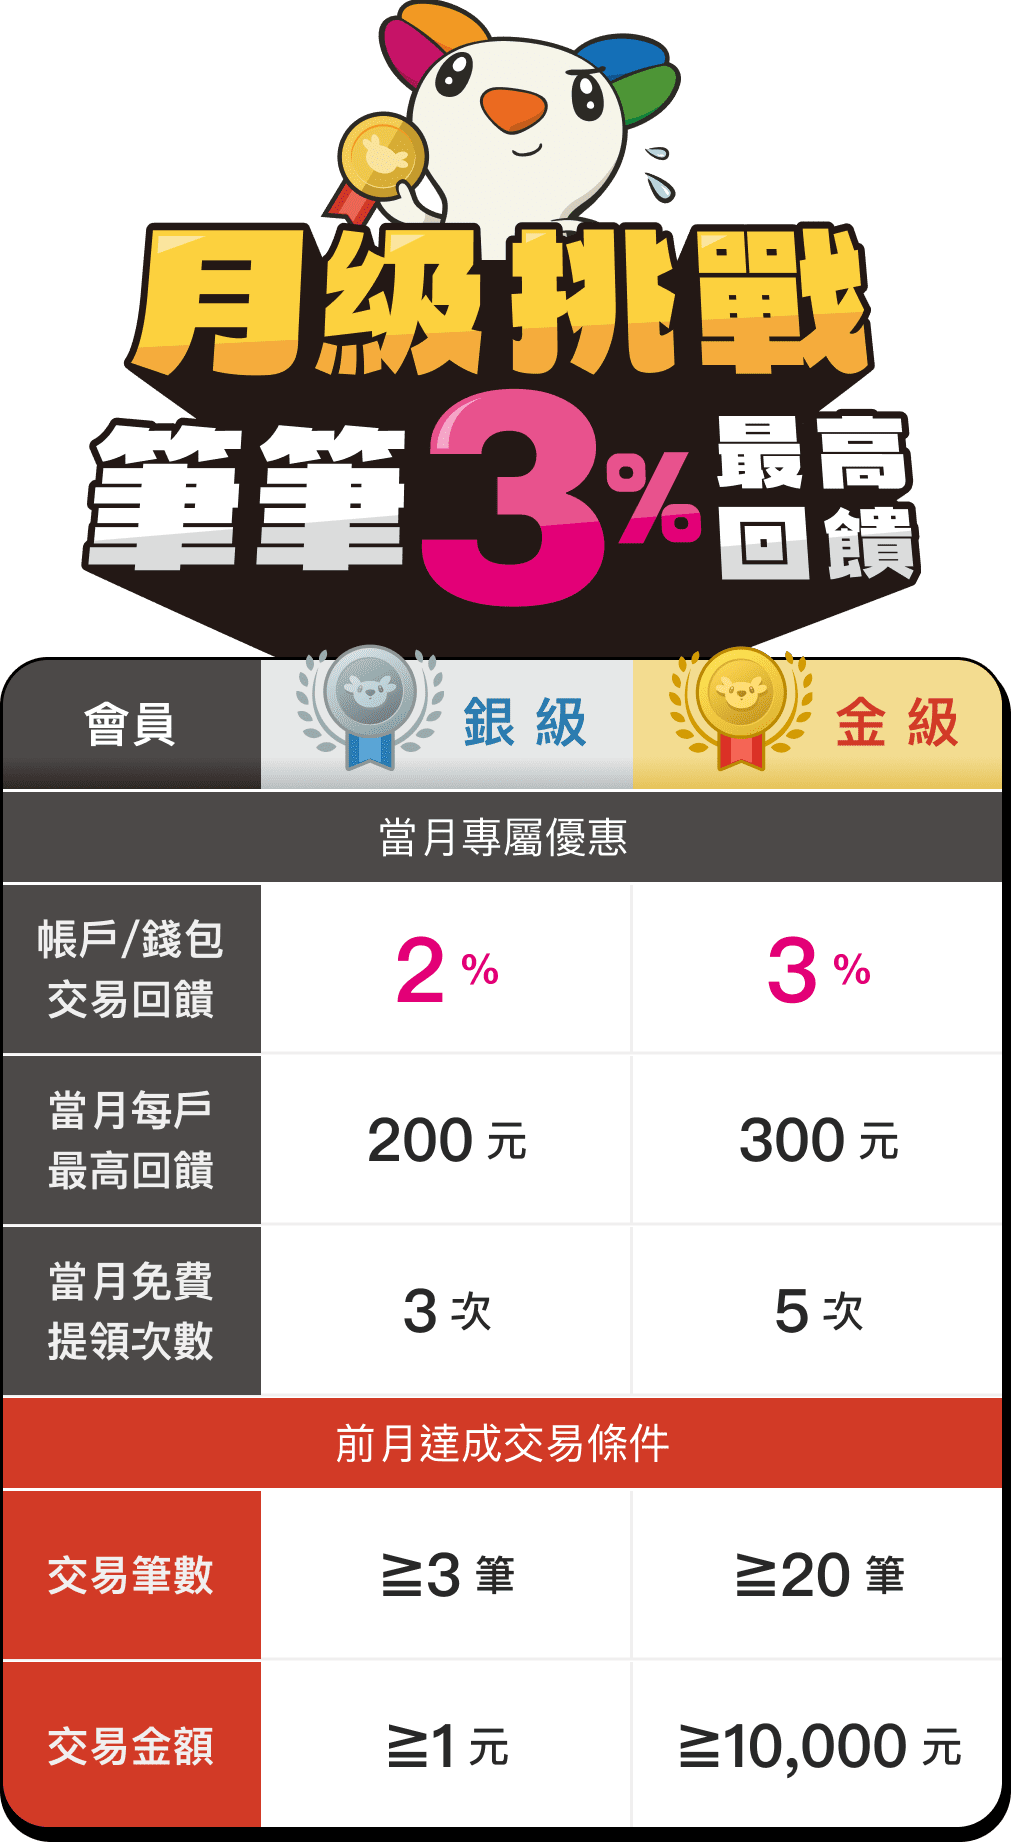 月級挑戰
筆筆3%最高回饋
會員 銀級 金級
當月專屬優惠
帳戶/錢包
交易回饋
2 % 3 %
當月每戶
最高回饋
200 元 300 元
當月免費
提領次數
3 次 5 次
前月達成交易條件
交易筆數 ≧3 筆 ≧20 筆
交易金額 ≧1 元 ≧10,000 元